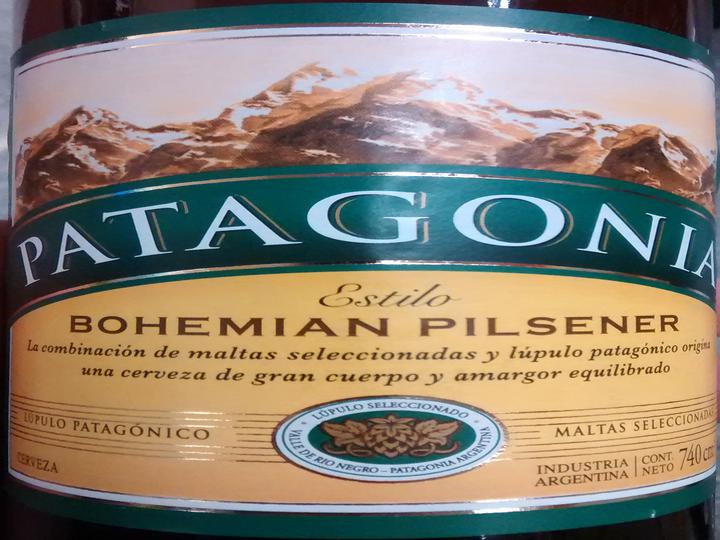 PATAGONIA
Estilo
BOHEMIAN PILSENER
La combinación de maltas seleccionadas y lúpulo patagónico origina
una cerveza de gran cuerpo y amargor equilibrado
LÚPULO PATAGÓNICO
LÚPULO SELECCIONADO
VALLE DE RIO NEGRO – PATAGONIA ARGENTINA
MALTAS SELECCIONADAS
CERVEZA
INDUSTRIA ARGENTINA
CONT. NETO 740 cm